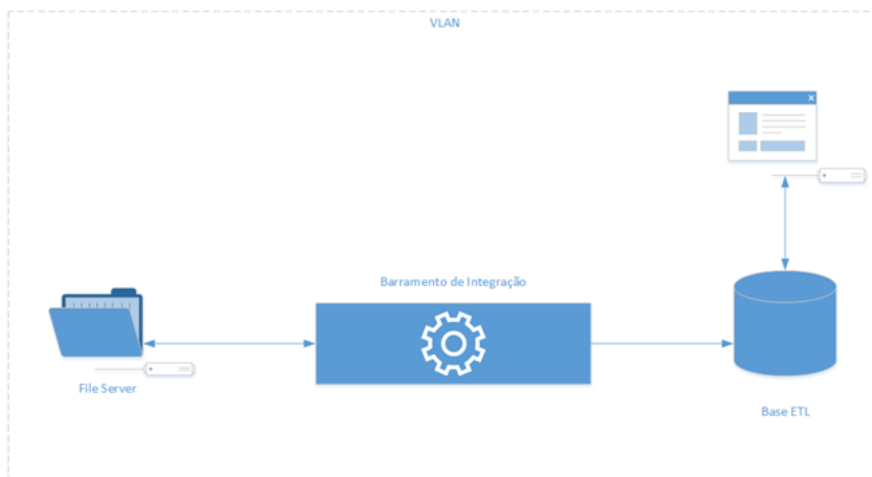 VLAN
Barramento de Integração
File Server
Base ETL